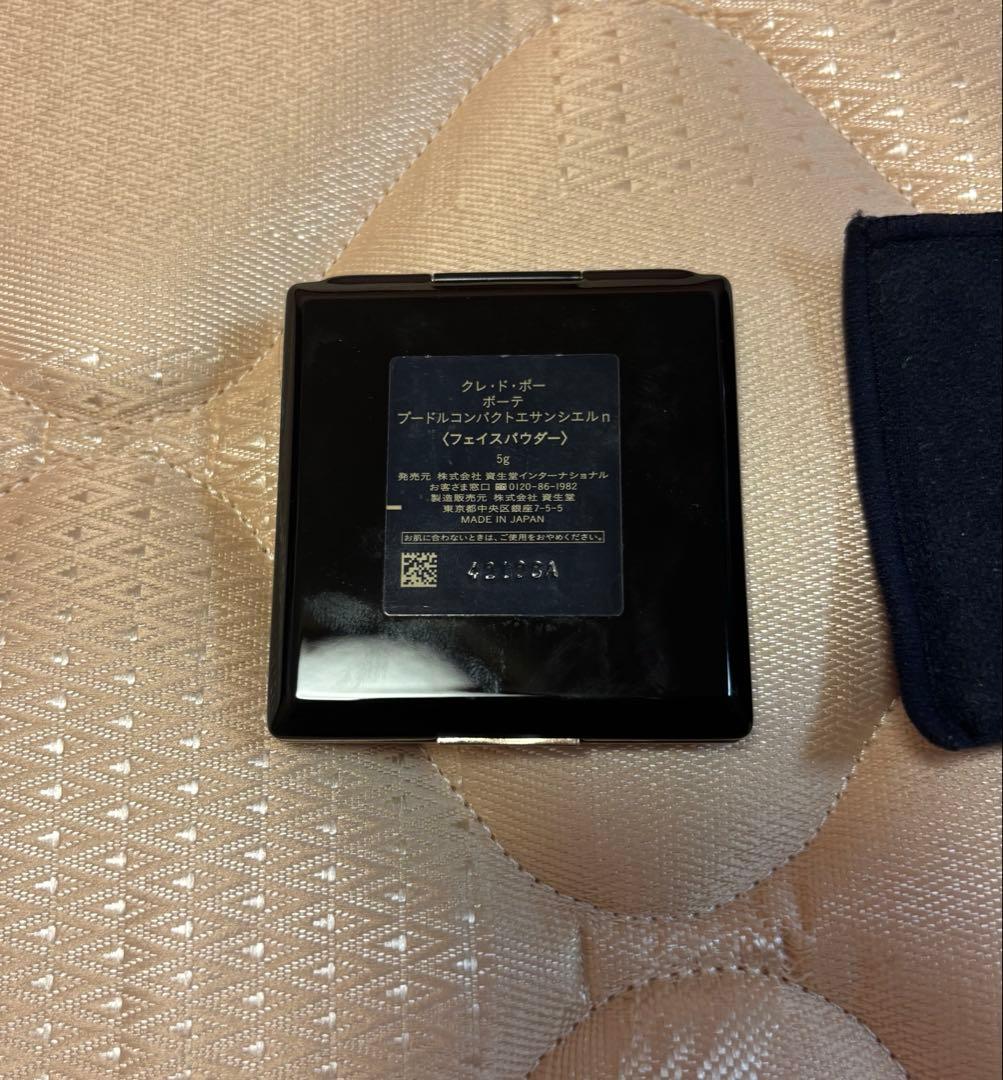 クレ・ド・ポー
ボーテ
プードルコンパクトエサンシエルn
〈フェイスパウダー〉
5g
発売元 株式会社 資生堂インターナショナル
お客さま窓口 0120-86-1982
製造販売元 株式会社 資生堂
東京都中央区銀座7-5-5
MADE IN JAPAN
お肌に合わないときは、ご使用をおやめください。